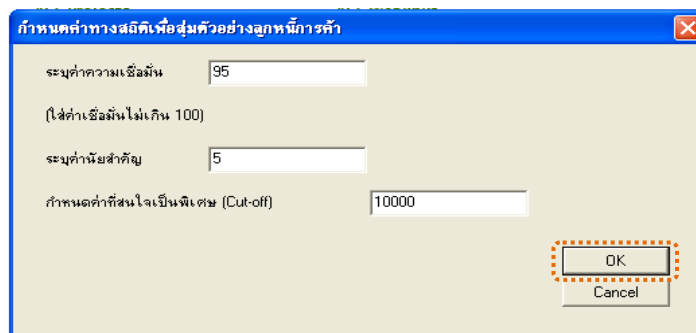 กำหนดค่าทางสถิติเพื่อสุ่มตัวอย่างลูกหนี้การค้า
ระบุค่าความเชื่อมั่น 95
(ใส่ค่าเชื่อมั่นไม่เกิน 100)
ระบุค่านัยสำคัญ 5
กำหนดค่าที่สนใจเป็นพิเศษ (Cut-off) 10000
OK
Cancel